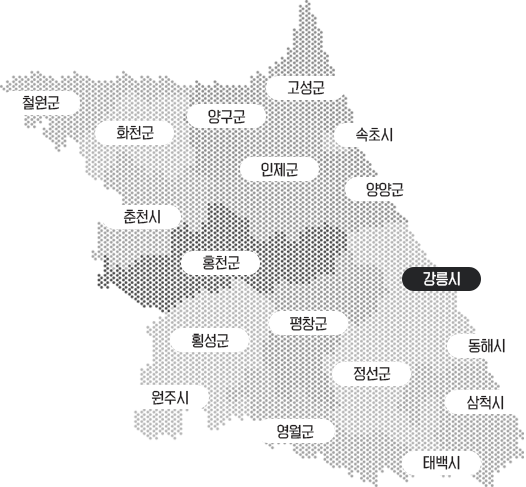 고성군
철원군
양구군
화천군
속초시
인제군
양양군
춘천시
홍천군
강릉시
평창군
횡성군
동해시
정선군
원주시
삼척시
영월군
태백시